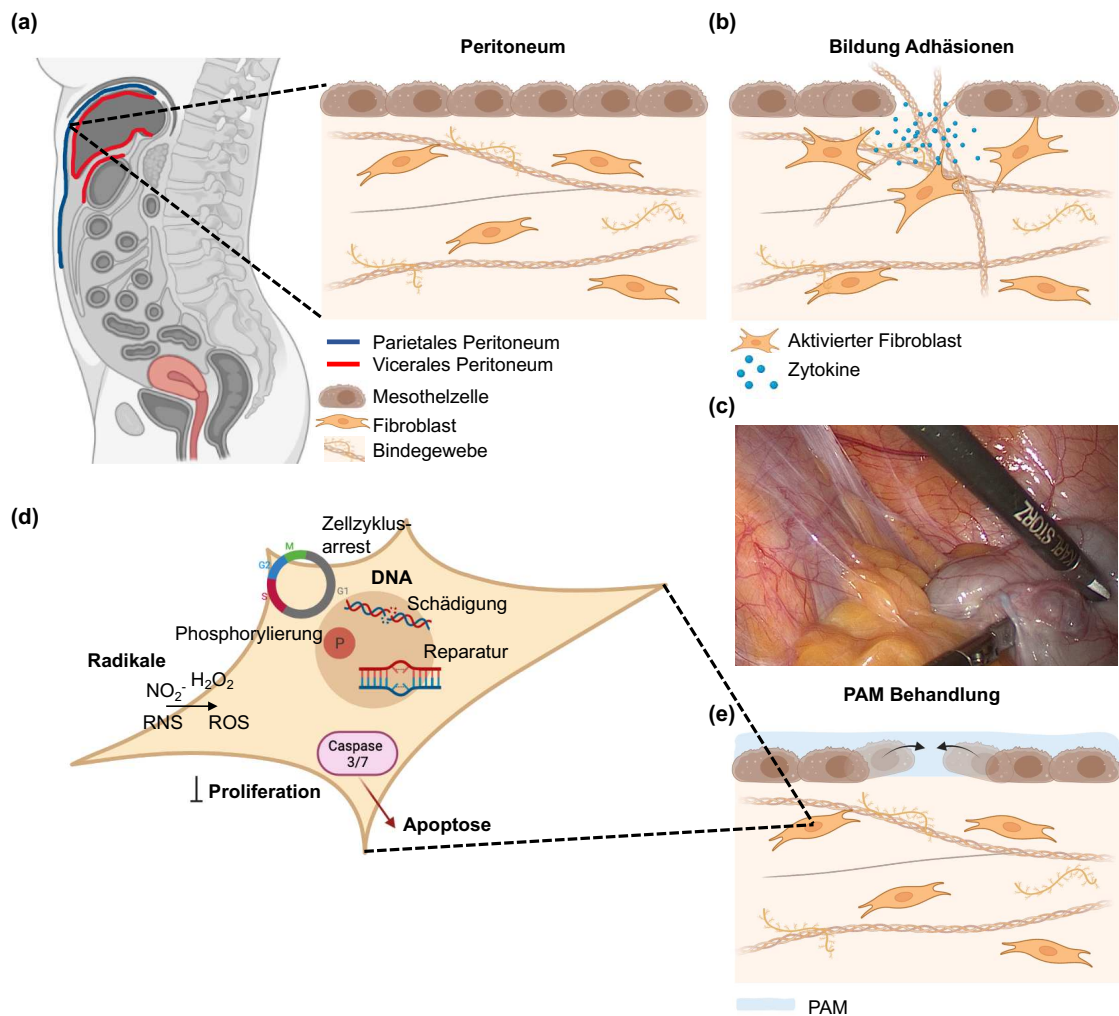 (a)
Peritoneum
Parietales Peritoneum
Vicerales Peritoneum
Mesothelzelle
Fibroblast
Bindegewebe
(b)
Bildung Adhäsionen
Aktivierter Fibroblast
Zytokine
(c)
KARL STORZ
(d)
Zellzyklus-
arrest
M
G2
S
G1
DNA
Schädigung
Phosphorylierung
P
Reparatur
Radikale
NO₂⁻ H₂O₂
RNS ROS
Caspase
3/7
Proliferation
Apoptose
PAM Behandlung
(e)
PAM